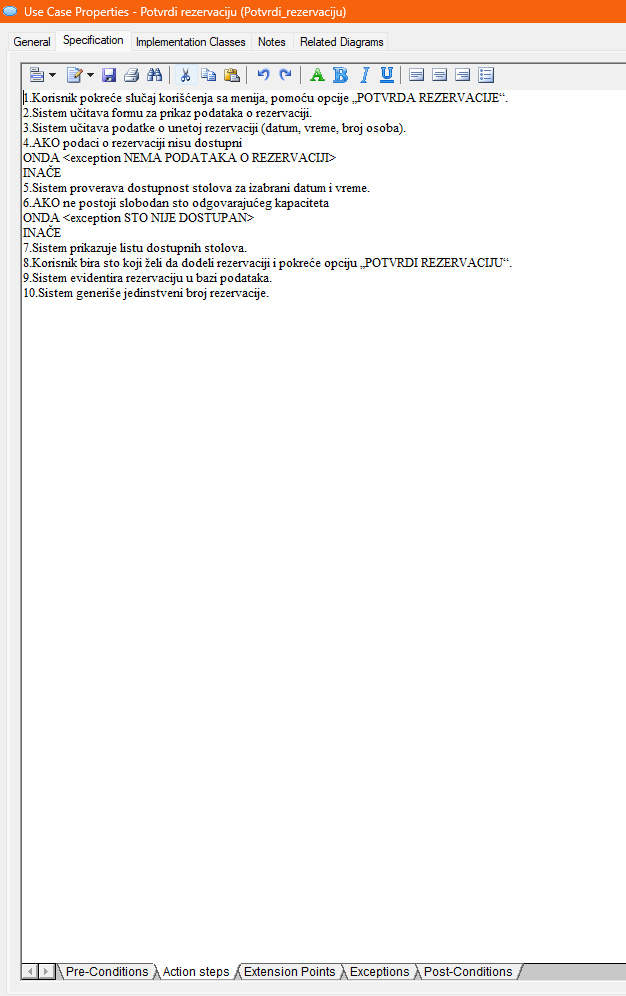 Use Case Properties - Potvrdi rezervaciju (Potvrdi_rezervaciju)
General Specification Implementation Classes Notes Related Diagrams
A B I U
1.Korisnik pokreće slučaj korišćenja sa menija, pomoću opcije „POTVRDA REZERVACIJE“.
2.Sistem učitava formu za prikaz podataka o rezervaciji.
3.Sistem učitava podatke o unetoj rezervaciji (datum, vreme, broj osoba).
4.AKO podaci o rezervaciji nisu dostupni
ONDA <exception NEMA PODATAKA O REZERVACIJI>
INAČE
5.Sistem proverava dostupnost stolova za izabrani datum i vreme.
6.AKO ne postoji slobodan sto odgovarajućeg kapaciteta
ONDA <exception STO NIJE DOSTUPAN>
INAČE
7.Sistem prikazuje listu dostupnih stolova.
8.Korisnik bira sto koji želi da dodeli rezervaciji i pokreće opciju „POTVRDI REZERVACIJU“.
9.Sistem evidentira rezervaciju u bazi podataka.
10.Sistem generiše jedinstveni broj rezervacije.
Pre-Conditions Action steps Extension Points Exceptions Post-Conditions